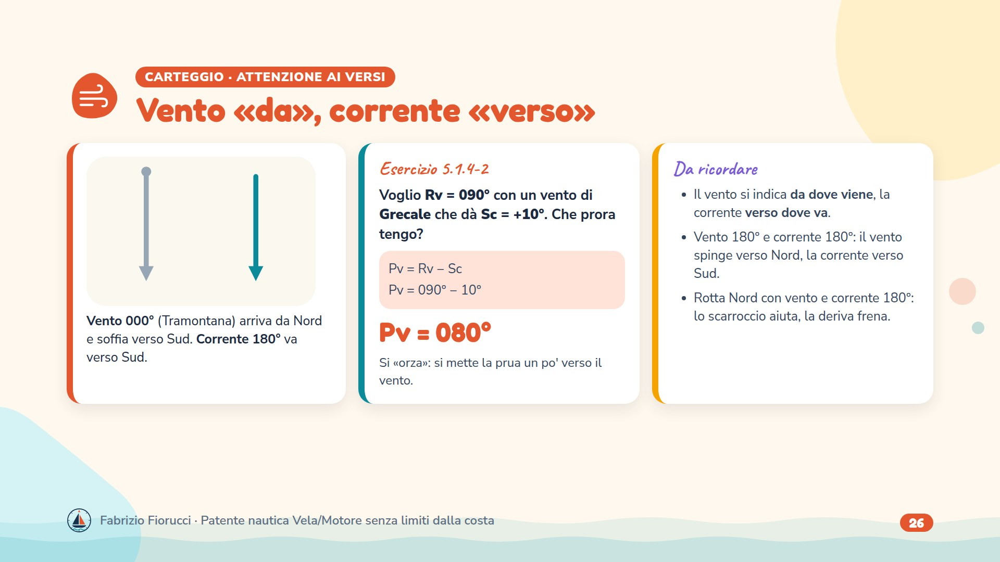 CARTEGGIO · ATTENZIONE AI VERSI
Vento «da», corrente «verso»
Vento 000° (Tramontana) arriva da Nord
e soffia verso Sud. Corrente 180° va
verso Sud.
Esercizio 5.1.4-2
Voglio Rv = 090° con un vento di
Grecale che dà Sc = +10°. Che prora
tengo?
Pv = Rv − Sc
Pv = 090° − 10°
Pv = 080°
Si «orza»: si mette la prua un po' verso il
vento.
Da ricordare
• Il vento si indica da dove viene, la
corrente verso dove va.
• Vento 180° e corrente 180°: il vento
spinge verso Nord, la corrente verso
Sud.
• Rotta Nord con vento e corrente 180°:
lo scarroccio aiuta, la deriva frena.
Fabrizio Fiorucci · Patente nautica Vela/Motore senza limiti dalla costa
26